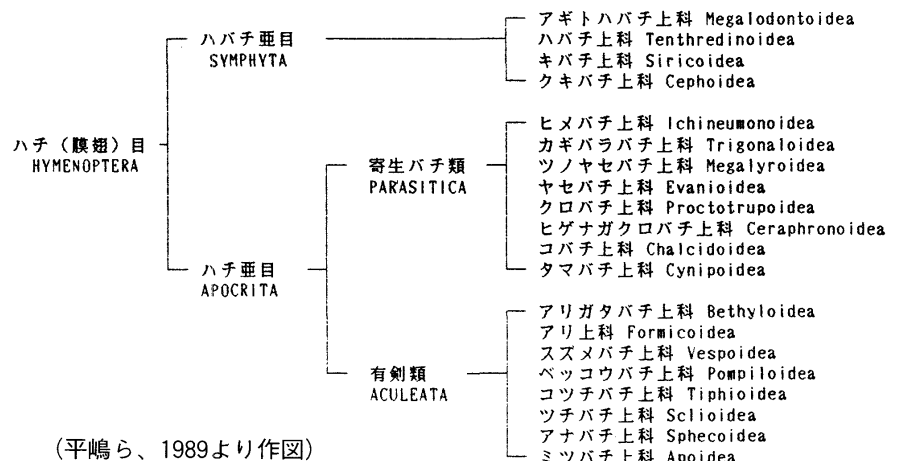 アギトハバチ上科 Megalodontoidea
ハバチ亜目
ハバチ上科 Tenthredinoidea
SYMPHYTA
キバチ上科 Siricoidea
クキバチ上科 Cephoidea
ハチ（膜翅）目
HYMENOPTERA
ヒメバチ上科 Ichineumonoidea
カギバラバチ上科 Trigonaloidea
寄生バチ類
ツノヤセバチ上科 Megalyroidea
PARASITICA
ヤセバチ上科 Evanioidea
クロバチ上科 Proctotrupoidea
ヒゲナガクロバチ上科 Ceraphronoidea
コバチ上科 Chalcidoidea
タマバチ上科 Cynipoidea
ハチ亜目
APOCRITA
アリガタバチ上科 Bethyloidea
アリ上科 Formicoidea
スズメバチ上科 Vespoidea
有剣類
ベッコウバチ上科 Pompiloidea
ACULEATA
コツチバチ上科 Tiphioidea
ツチバチ上科 Sclioidea
アナバチ上科 Sphecoidea
ミツバチ上科 Apoidea
（平嶋ら、1989より作図）